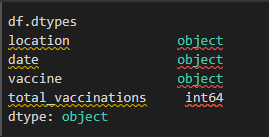 df.dtypes
location object
date object
vaccine object
total_vaccinations int64
dtype: object